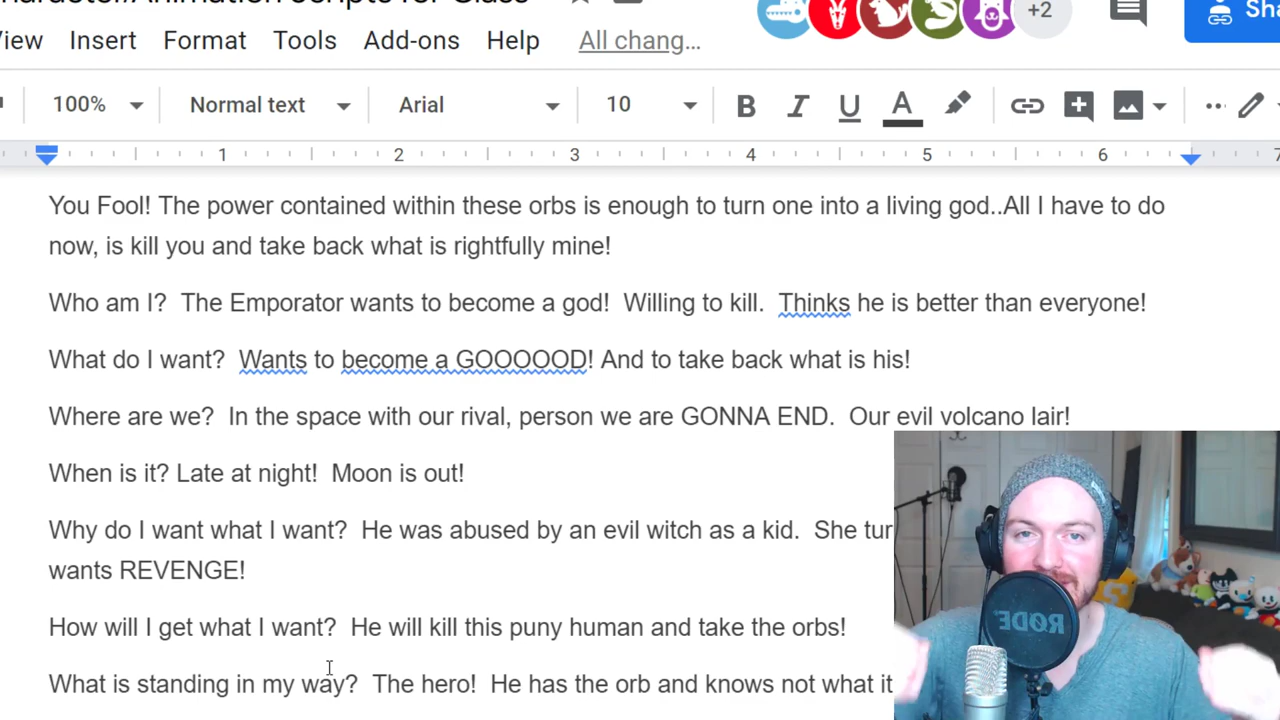 Insert Format Tools Add-ons Help All chang… +2
100% Normal text Arial 10 B I U A
1 2 3 4 5 6 7
You Fool! The power contained within these orbs is enough to turn one into a living god..All I have to do
now, is kill you and take back what is rightfully mine!
Who am I? The Emporator wants to become a god! Willing to kill. Thinks he is better than everyone!
What do I want? Wants to become a GOOOOOD! And to take back what is his!
Where are we? In the space with our rival, person we are GONNA END. Our evil volcano lair!
When is it? Late at night! Moon is out!
Why do I want what I want? He was abused by an evil witch as a kid. She tur
wants REVENGE!
How will I get what I want? He will kill this puny human and take the orbs!
What is standing in my way? The hero! He has the orb and knows not what it
RØDE